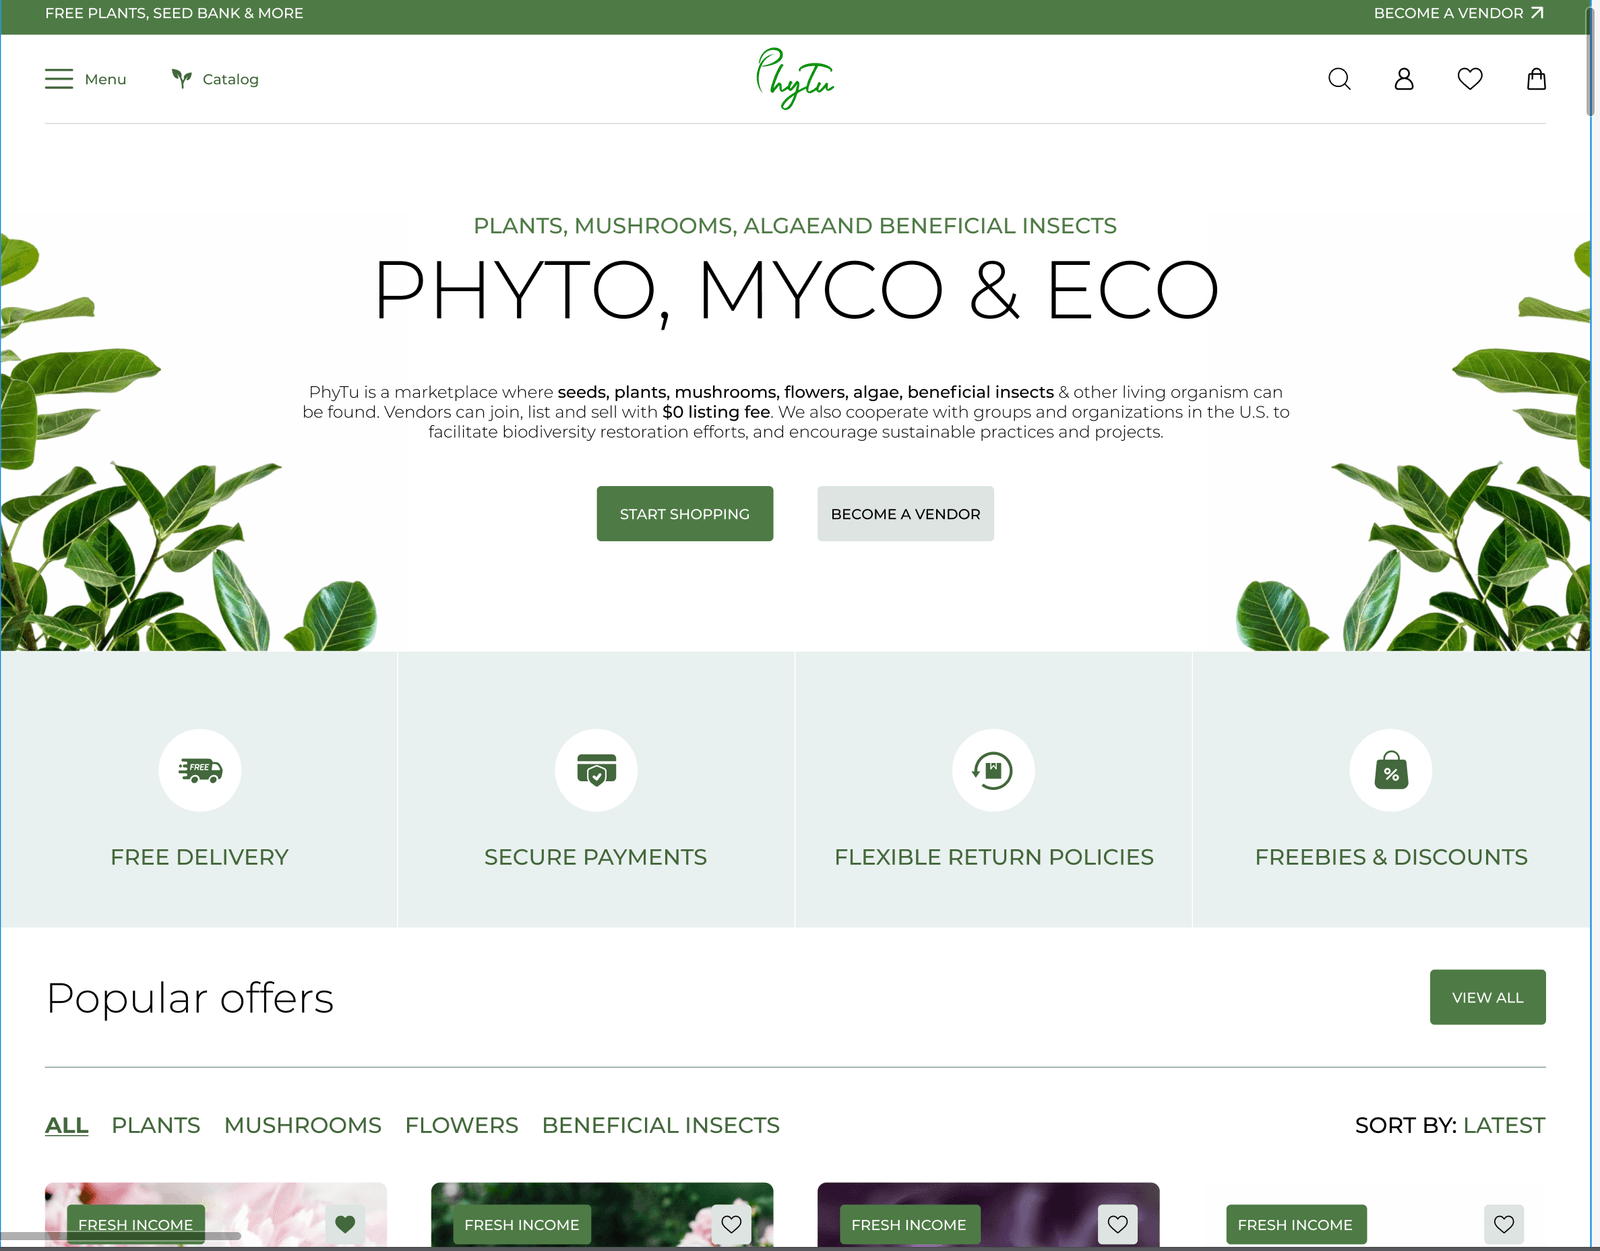 FREE PLANTS, SEED BANK & MORE
BECOME A VENDOR
Menu
Catalog
PhyTu
PLANTS, MUSHROOMS, ALGAEAND BENEFICIAL INSECTS
PHYTO, MYCO & ECO
PhyTu is a marketplace where seeds, plants, mushrooms, flowers, algae, beneficial insects & other living organism can
be found. Vendors can join, list and sell with $0 listing fee. We also cooperate with groups and organizations in the U.S. to
facilitate biodiversity restoration efforts, and encourage sustainable practices and projects.
START SHOPPING
BECOME A VENDOR
FREE
%
FREE DELIVERY
SECURE PAYMENTS
FLEXIBLE RETURN POLICIES
FREEBIES & DISCOUNTS
Popular offers
VIEW ALL
ALL PLANTS MUSHROOMS FLOWERS BENEFICIAL INSECTS
SORT BY: LATEST
FRESH INCOME
FRESH INCOME
FRESH INCOME
FRESH INCOME